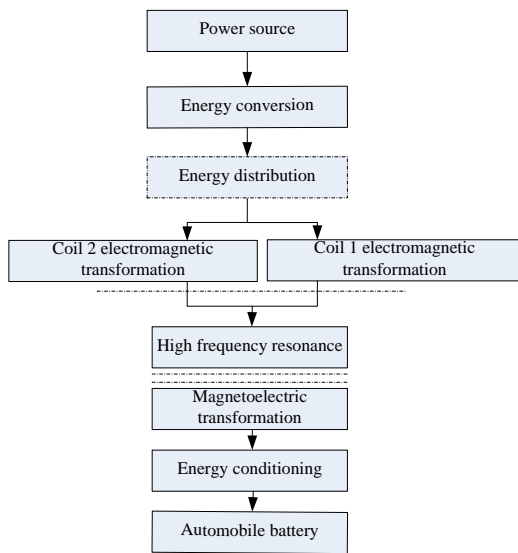 Power source
Energy conversion
Energy distribution
Coil 2 electromagnetic
transformation
Coil 1 electromagnetic
transformation
High frequency resonance
Magnetoelectric
transformation
Energy conditioning
Automobile battery